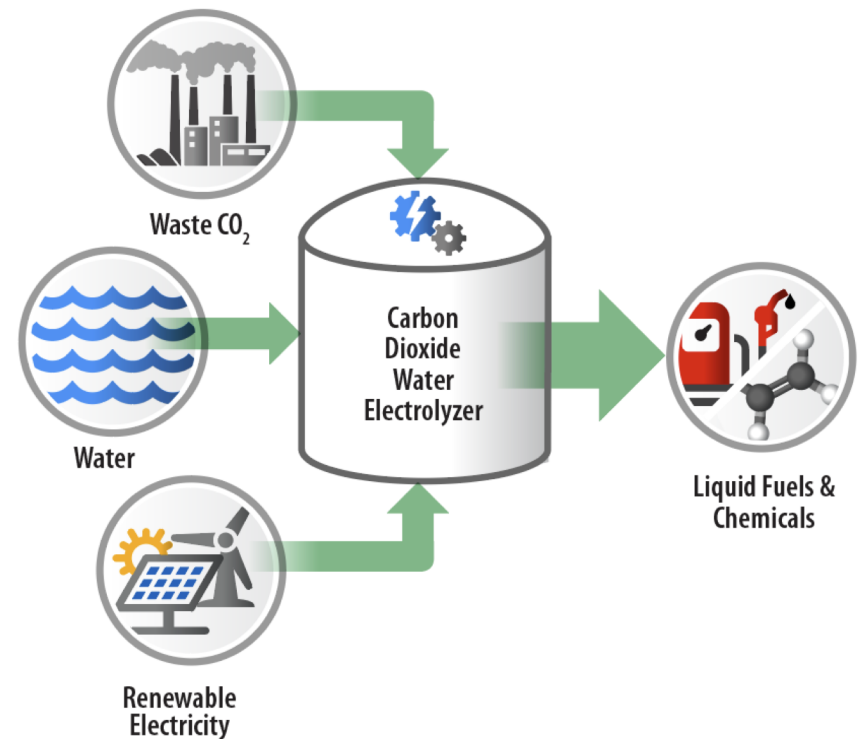 Waste CO₂
Water
Renewable
Electricity
Carbon
Dioxide
Water
Electrolyzer
Liquid Fuels &
Chemicals